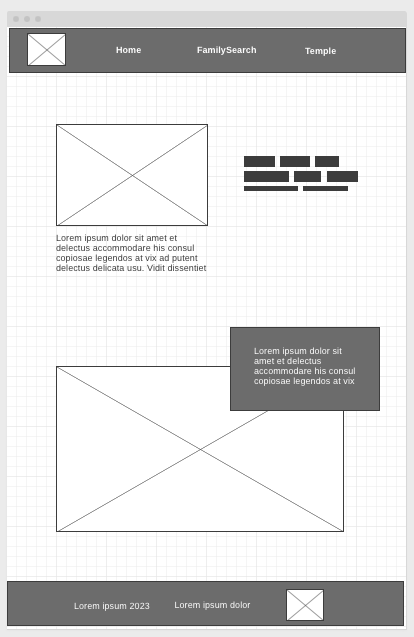 Home
FamilySearch
Temple
Lorem ipsum dolor sit amet et
delectus accommodare his consul
copiosae legendos at vix ad putent
delectus delicata usu. Vidit dissentiet
Lorem ipsum dolor sit
amet et delectus
accommodare his consul
copiosae legendos at vix
Lorem ipsum 2023
Lorem ipsum dolor